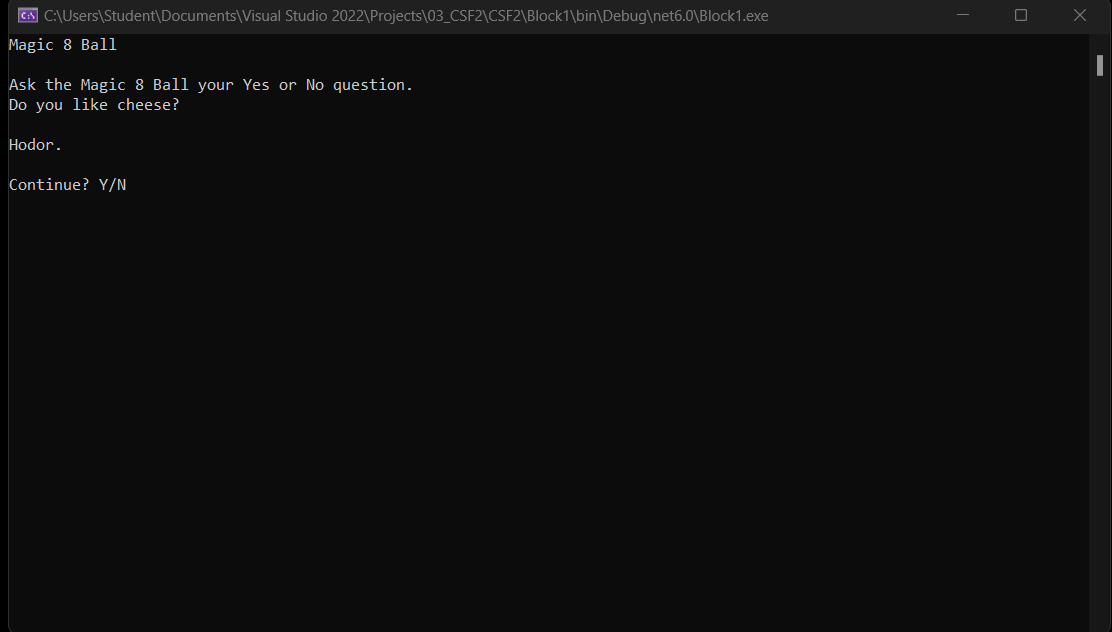 C:\Users\Student\Documents\Visual Studio 2022\Projects\03_CSF2\CSF2\Block1\bin\Debug\net6.0\Block1.exe
Magic 8 Ball
Ask the Magic 8 Ball your Yes or No question.
Do you like cheese?
Hodor.
Continue? Y/N